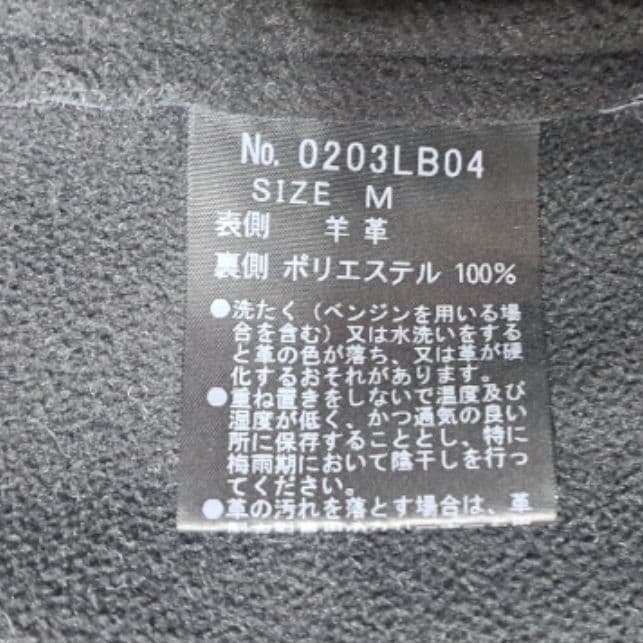 No. 0203LB04
SIZE M
表側 羊革
裏側 ポリエステル 100%
●洗たく（ベンジンを用いる場
合を含む）又は水洗いをする
と革の色が落ち、又は革が硬
化するおそれがあります。
●重ね置きをしないで温度及び
湿度が低く、かつ通気の良い
所に保存することとし、特に
梅雨期において陰干しを行っ
てください。
●革の汚れを落とす場合は、革